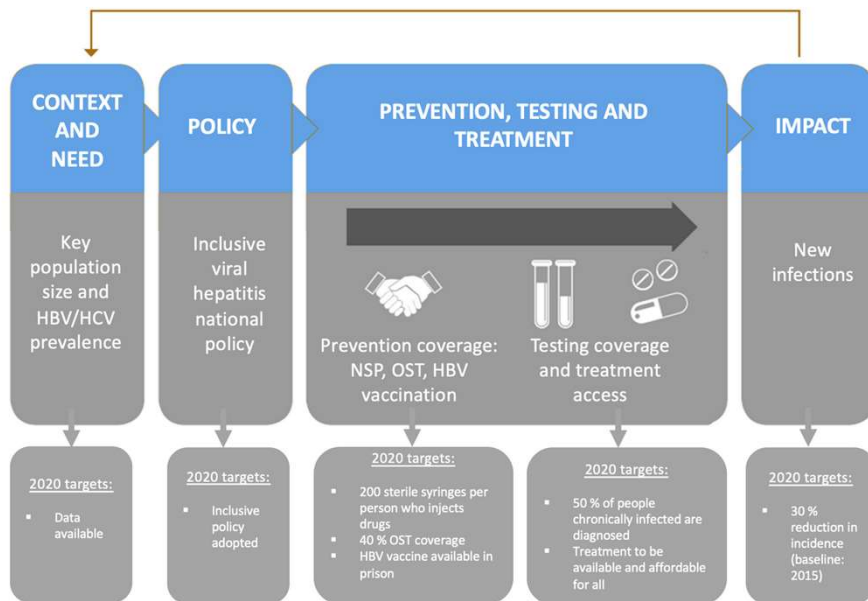 CONTEXT
AND
NEED
POLICY
PREVENTION, TESTING AND
TREATMENT
IMPACT
Key
population
size and
HBV/HCV
prevalence
Inclusive
viral
hepatitis
national
policy
Prevention coverage:
NSP, OST, HBV
vaccination
Testing coverage
and treatment
access
New
infections
2020 targets:
▪ Data
available
2020 targets:
▪ Inclusive
policy
adopted
2020 targets:
▪ 200 sterile syringes per
person who injects
drugs
▪ 40 % OST coverage
▪ HBV vaccine available in
prison
2020 targets:
▪ 50 % of people
chronically infected are
diagnosed
▪ Treatment to be
available and affordable
for all
2020 targets:
▪ 30 %
reduction in
incidence
(baseline:
2015)